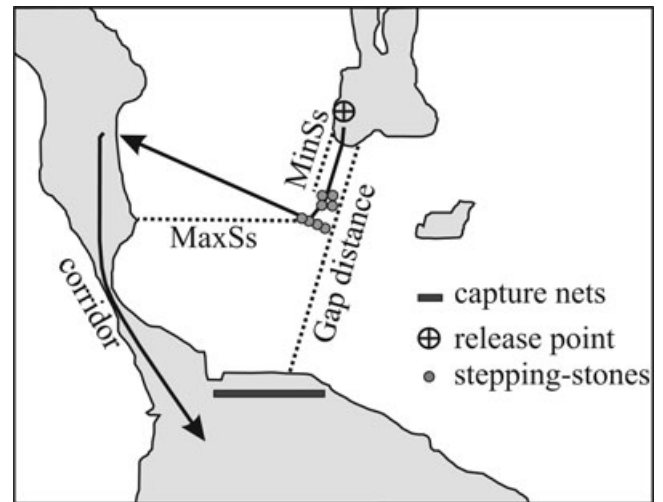 MinSs
MaxSs
Gap distance
corridor
capture nets
release point
stepping-stones